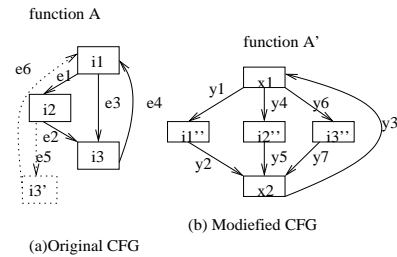 function A
function A'
e6
i1
e1
i2
e3
e4
e2
e5
i3
i3'
x1
y1
y4
y6
y3
i1''
i2''
i3''
y2
y5
y7
x2
(a)Original CFG
(b) Modiefied CFG